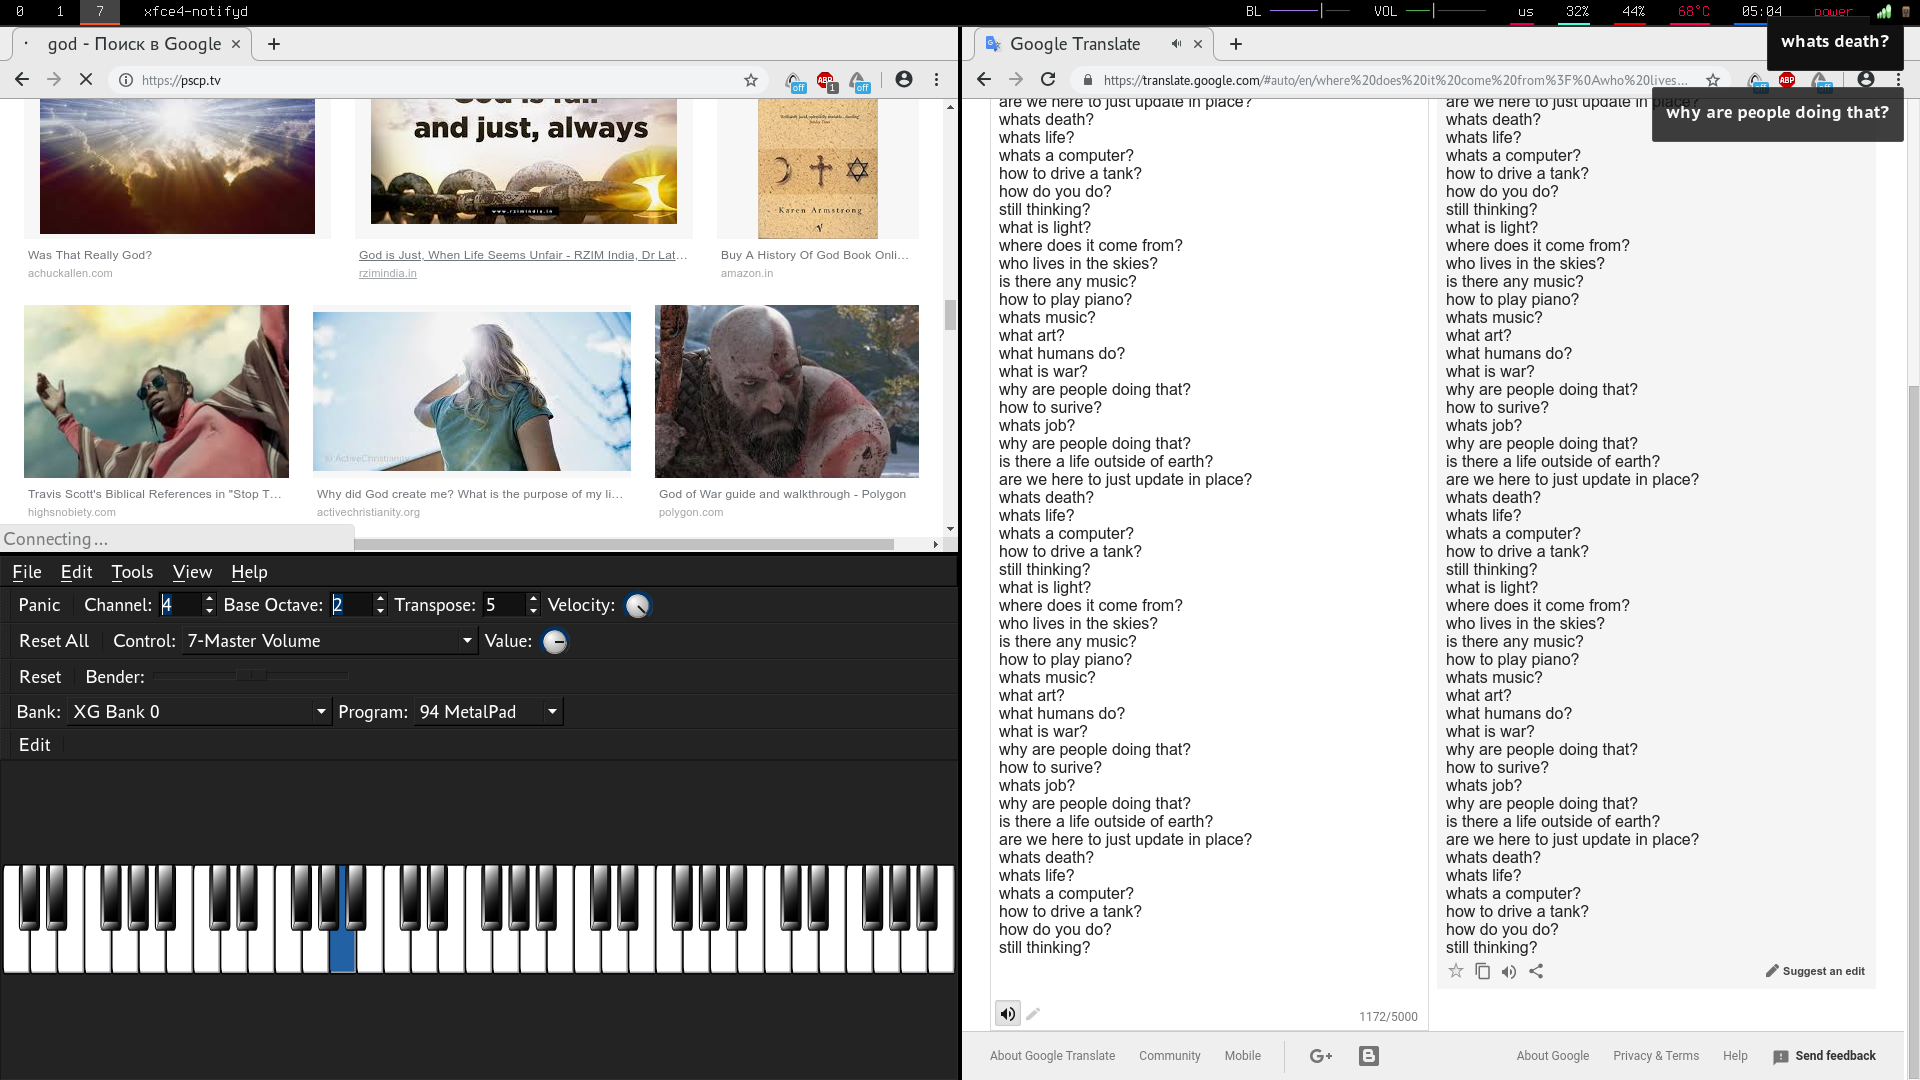 0 1 7 xfce4-notifyd BL VOL us 32% 44% 68°C 05:04 power
god - Поиск в Google
https://pscp.tv
off ABP 1 off
God is fair
and just, always
www.rzimindia.in
Karen Armstrong
Was That Really God?
achuckallen.com
God is Just, When Life Seems Unfair - RZIM India, Dr Lat...
rzimindia.in
Buy A History Of God Book Onli...
amazon.in
© ActiveChristianity
Travis Scott's Biblical References in "Stop T...
highsnobiety.com
Why did God create me? What is the purpose of my li...
activechristianity.org
God of War guide and walkthrough - Polygon
polygon.com
Connecting...
File Edit Tools View Help
Panic Channel: 4 Base Octave: 2 Transpose: 5 Velocity:
Reset All Control: 7-Master Volume Value:
Reset Bender:
Bank: XG Bank 0 Program: 94 MetalPad
Edit
Google Translate
https://translate.google.com/#auto/en/where%20does%20it%20come%20from%3F%0Awho%20lives...
ABP
whats death?
why are people doing that?
are we here to just update in place?
whats death?
whats life?
whats a computer?
how to drive a tank?
how do you do?
still thinking?
what is light?
where does it come from?
who lives in the skies?
is there any music?
how to play piano?
whats music?
what art?
what humans do?
what is war?
why are people doing that?
how to surive?
whats job?
why are people doing that?
is there a life outside of earth?
are we here to just update in place?
whats death?
whats life?
whats a computer?
how to drive a tank?
still thinking?
what is light?
where does it come from?
who lives in the skies?
is there any music?
how to play piano?
whats music?
what art?
what humans do?
what is war?
why are people doing that?
how to surive?
whats job?
why are people doing that?
is there a life outside of earth?
are we here to just update in place?
whats death?
whats life?
whats a computer?
how to drive a tank?
how do you do?
still thinking?
1172/5000
are we here to just update in place?
whats death?
whats life?
whats a computer?
how to drive a tank?
how do you do?
still thinking?
what is light?
where does it come from?
who lives in the skies?
is there any music?
how to play piano?
whats music?
what art?
what humans do?
what is war?
why are people doing that?
how to surive?
whats job?
why are people doing that?
is there a life outside of earth?
are we here to just update in place?
whats death?
whats life?
whats a computer?
how to drive a tank?
still thinking?
what is light?
where does it come from?
who lives in the skies?
is there any music?
how to play piano?
whats music?
what art?
what humans do?
what is war?
why are people doing that?
how to surive?
whats job?
why are people doing that?
is there a life outside of earth?
are we here to just update in place?
whats death?
whats life?
whats a computer?
how to drive a tank?
how do you do?
still thinking?
Suggest an edit
About Google Translate Community Mobile G+ About Google Privacy & Terms Help Send feedback